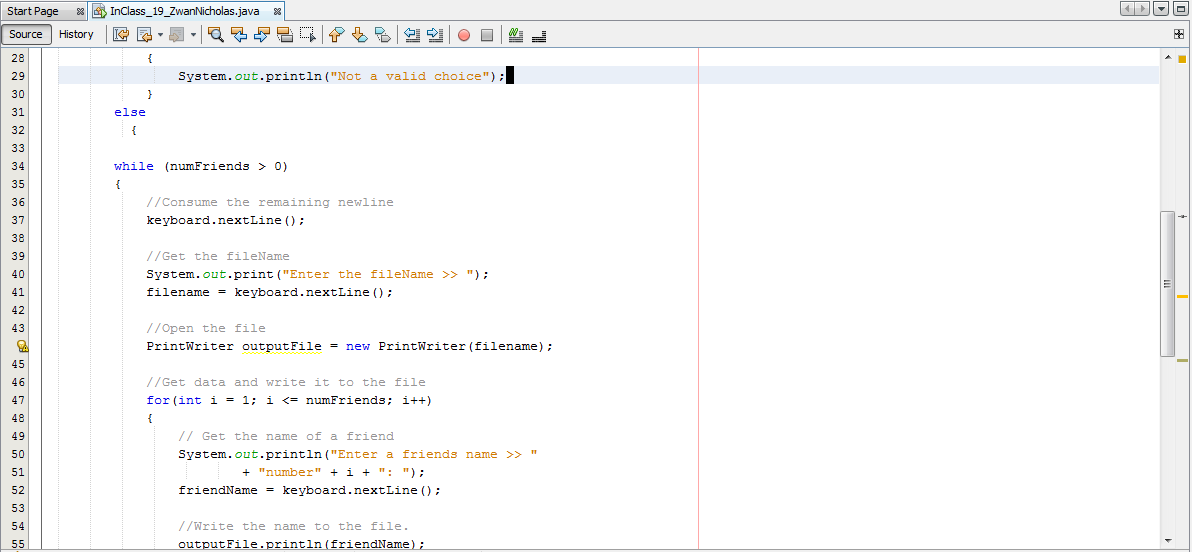 Start Page InClass_19_ZwanNicholas.java
Source History
28 {
29 System.out.println("Not a valid choice");
30 }
31 else
32 {
33
34 while (numFriends > 0)
35 {
36 //Consume the remaining newline
37 keyboard.nextLine();
38
39 //Get the fileName
40 System.out.print("Enter the fileName >> ");
41 filename = keyboard.nextLine();
42
43 //Open the file
PrintWriter outputFile = new PrintWriter(filename);
45
46 //Get data and write it to the file
47 for(int i = 1; i <= numFriends; i++)
48 {
49 // Get the name of a friend
50 System.out.println("Enter a friends name >> "
51 + "number" + i + ": ");
52 friendName = keyboard.nextLine();
53
54 //Write the name to the file.
55 outputFile.println(friendName);